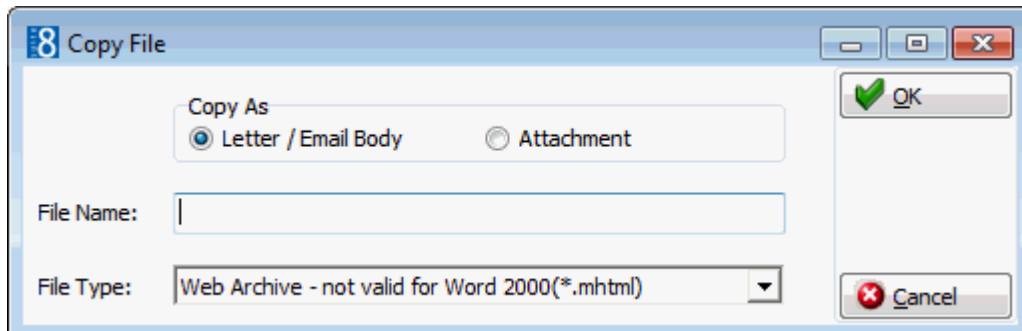 8 Copy File
Copy As
Letter / Email Body Attachment
File Name:
File Type: Web Archive - not valid for Word 2000(*.mhtml)
OK
Cancel